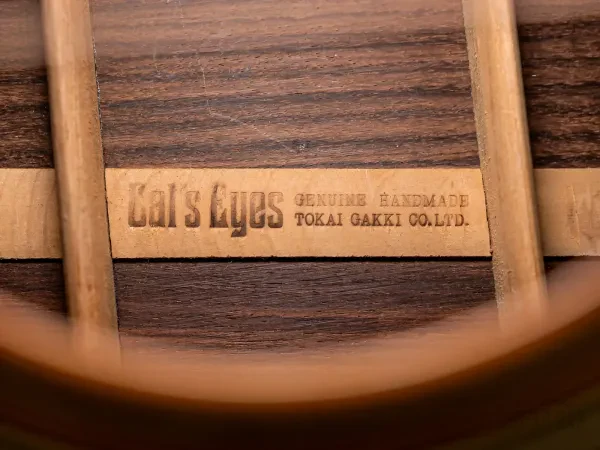 Cat's Eyes
GENUINE HANDMADE
TOKAI GAKKI CO.LTD.